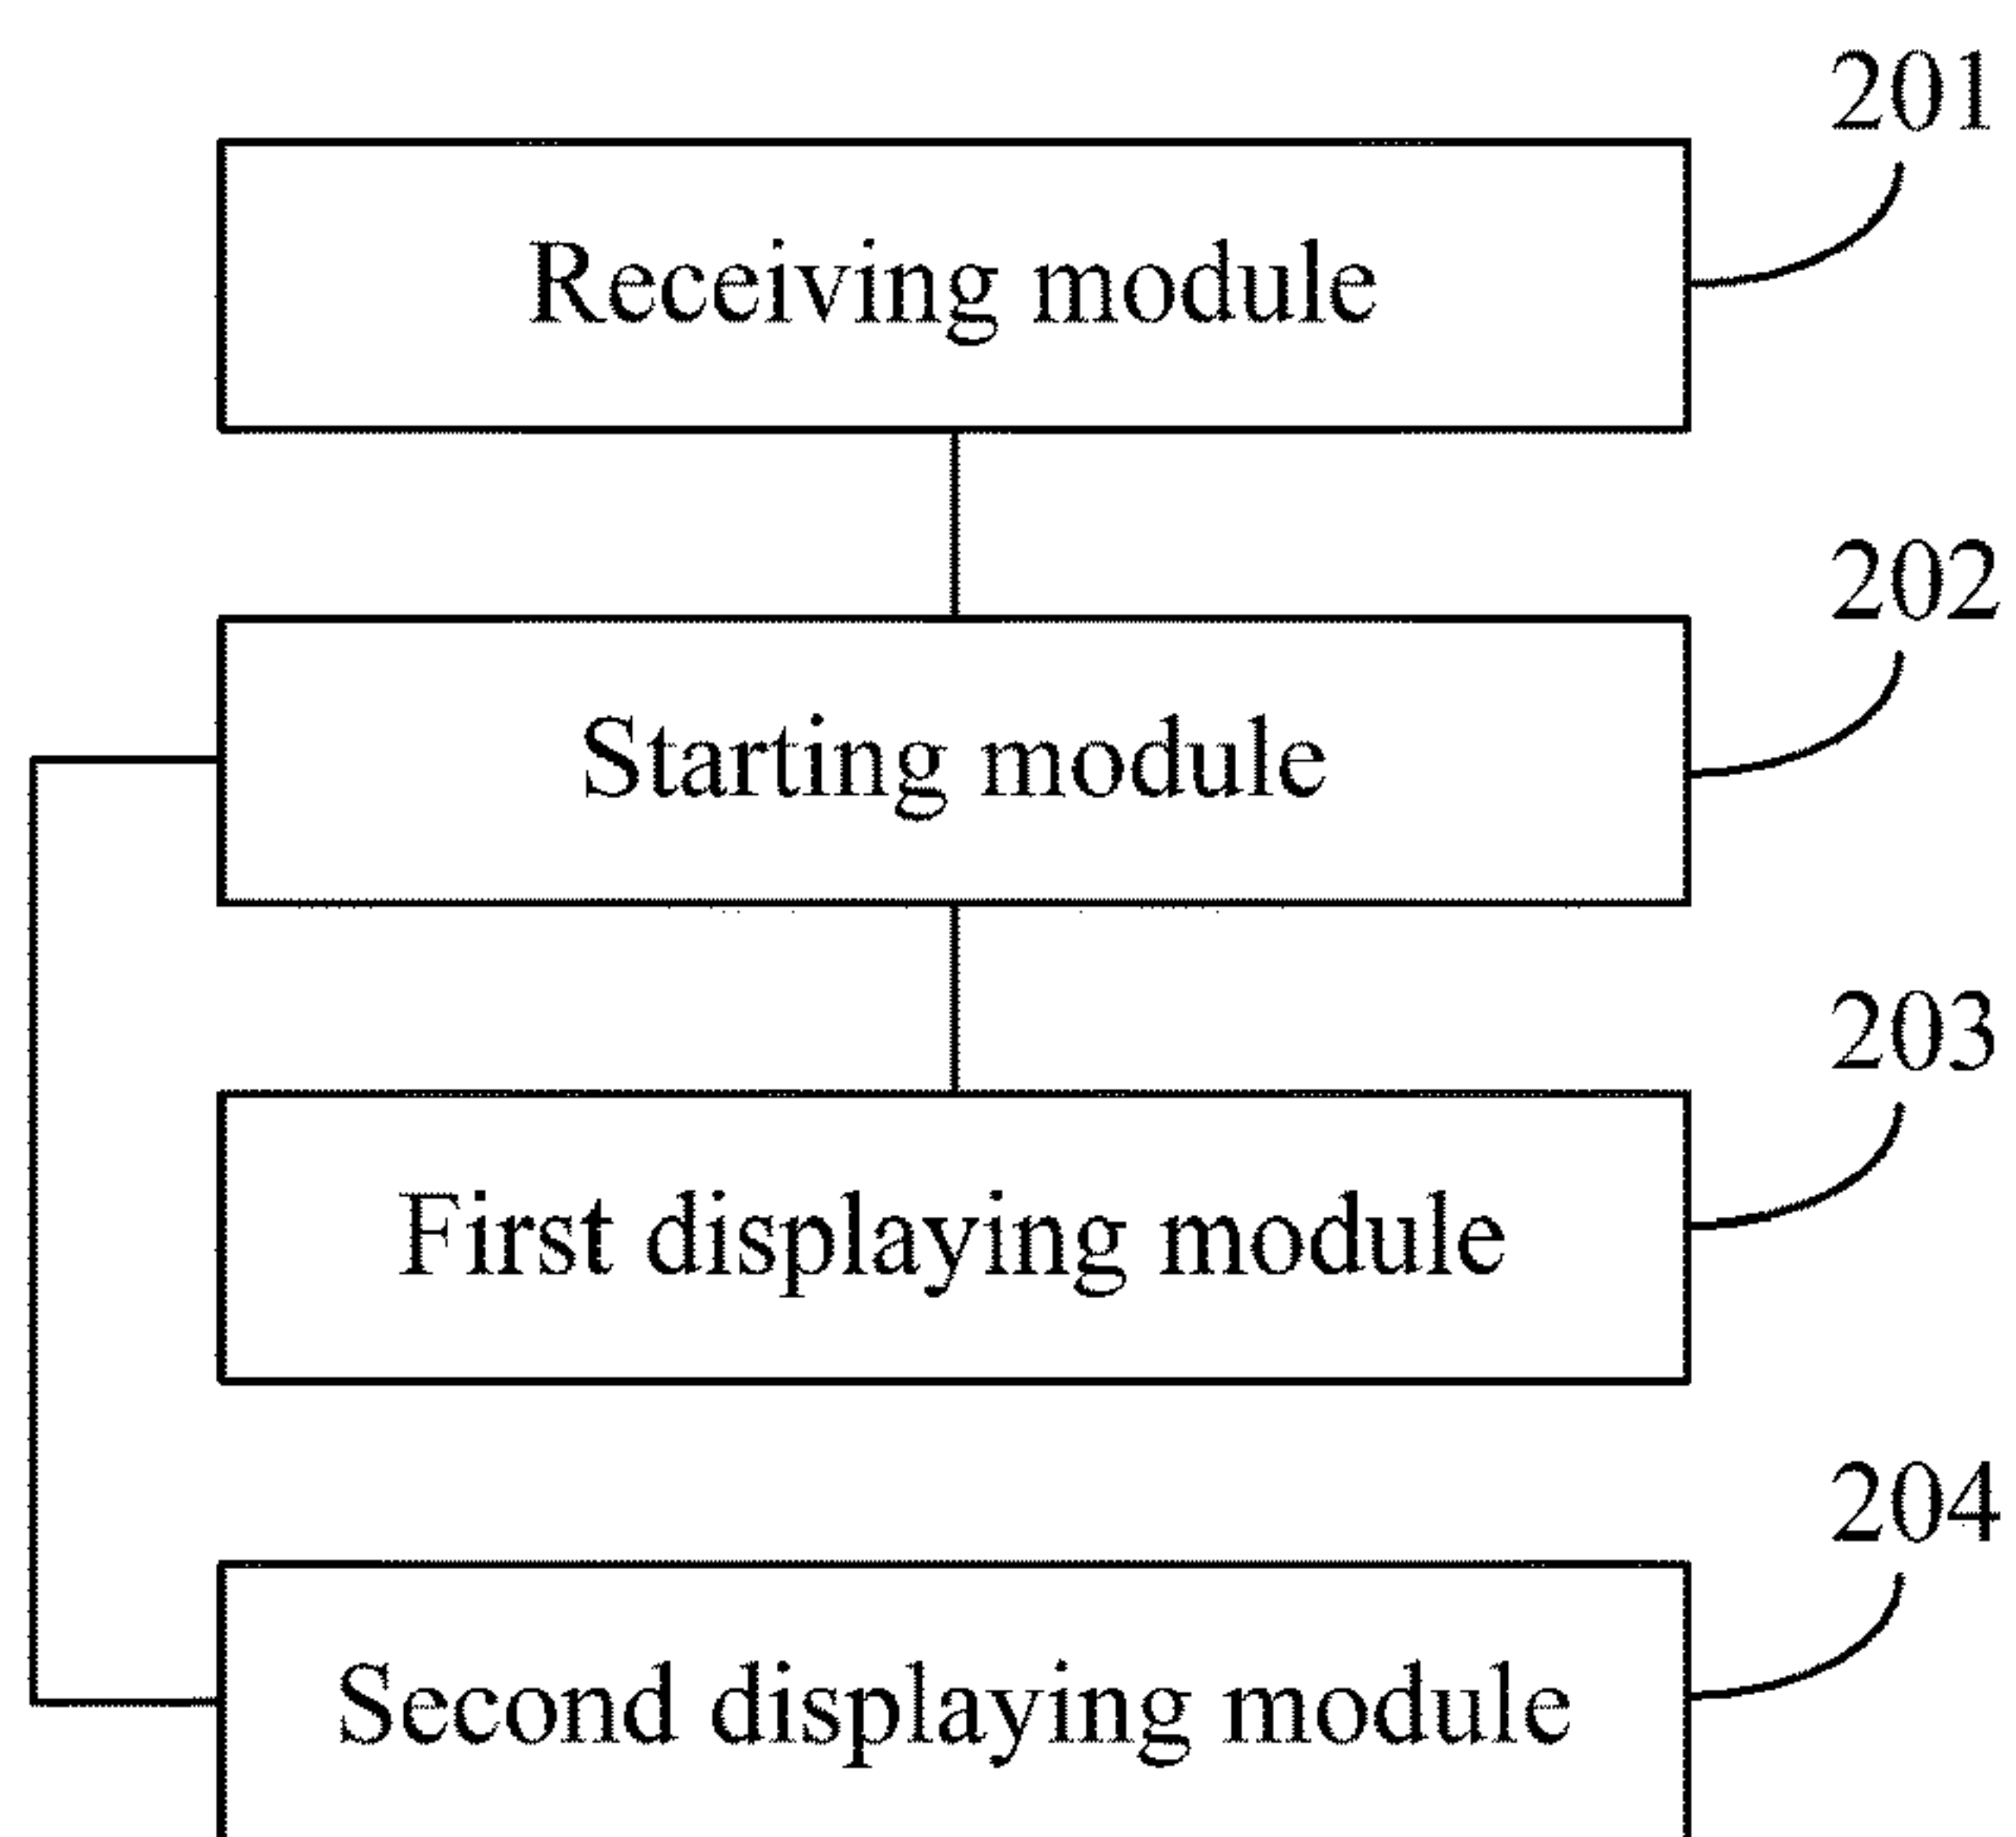 201
Receiving module
202
Starting module
203
First displaying module
204
Second displaying module